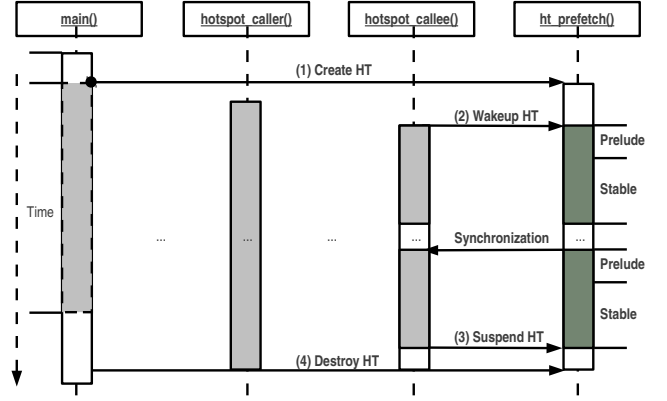 main()
hotspot_caller()
hotspot_callee()
ht_prefetch()
(1) Create HT
(2) Wakeup HT
Prelude
Stable
Time
...
...
...
...
Synchronization
...
Prelude
Stable
(3) Suspend HT
(4) Destroy HT